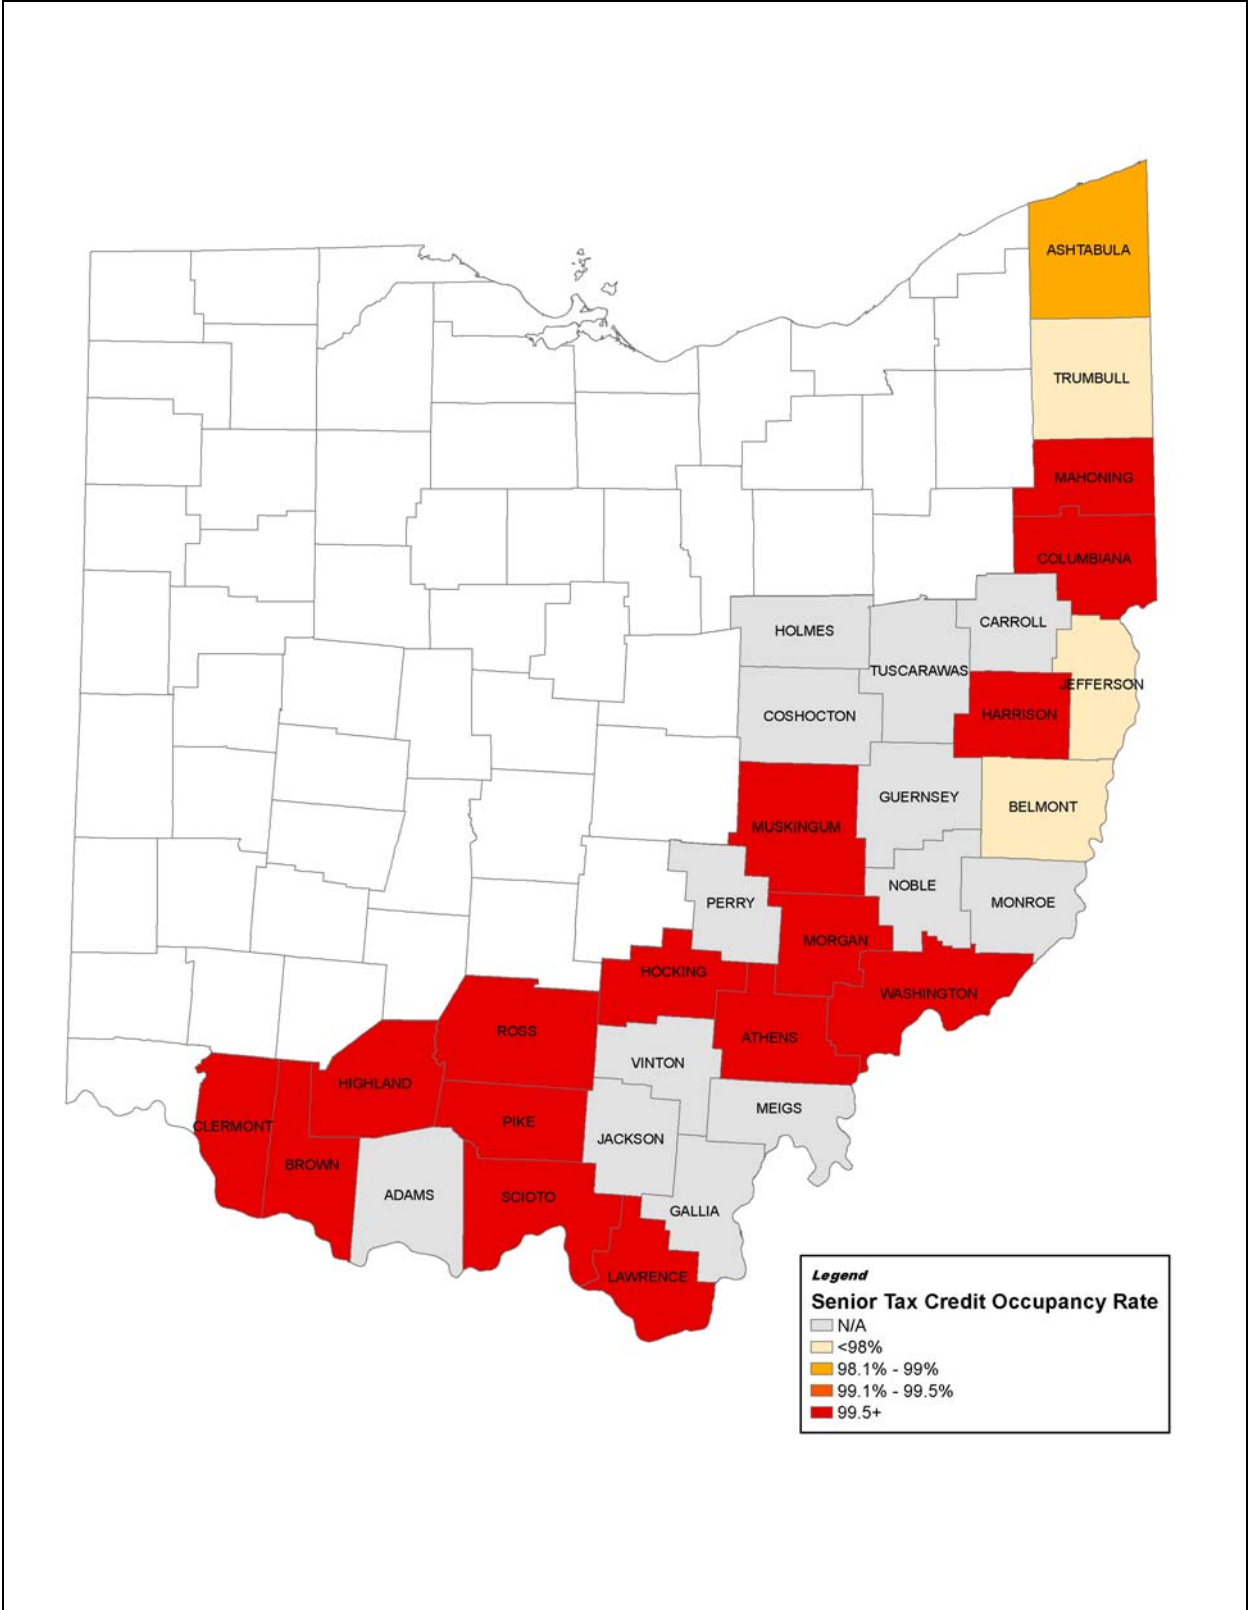 ASHTABULA
TRUMBULL
MAHONING
COLUMBIANA
CARROLL
HOLMES
TUSCARAWAS
JEFFERSON
HARRISON
COSHOCTON
GUERNSEY
BELMONT
MUSKINGUM
NOBLE
MONROE
PERRY
MORGAN
HOCKING
WASHINGTON
ROSS
ATHENS
VINTON
HIGHLAND
MEIGS
PIKE
CLERMONT
JACKSON
BROWN
ADAMS
SCIOTO
GALLIA
LAWRENCE
Legend
Senior Tax Credit Occupancy Rate
N/A
<98%
98.1% - 99%
99.1% - 99.5%
99.5+